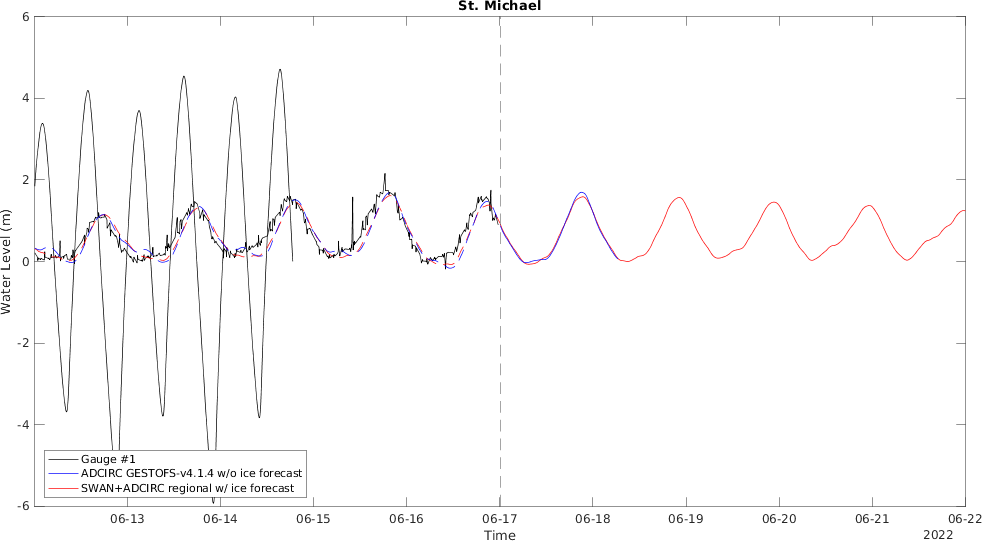 St. Michael
6
4
2
0
-2
-4
-6
Water Level (m)
Gauge #1
ADCIRC GESTOFS-v4.1.4 w/o ice forecast
SWAN+ADCIRC regional w/ ice forecast
06-13 06-14 06-15 06-16 06-17 06-18 06-19 06-20 06-21 06-22
Time
2022